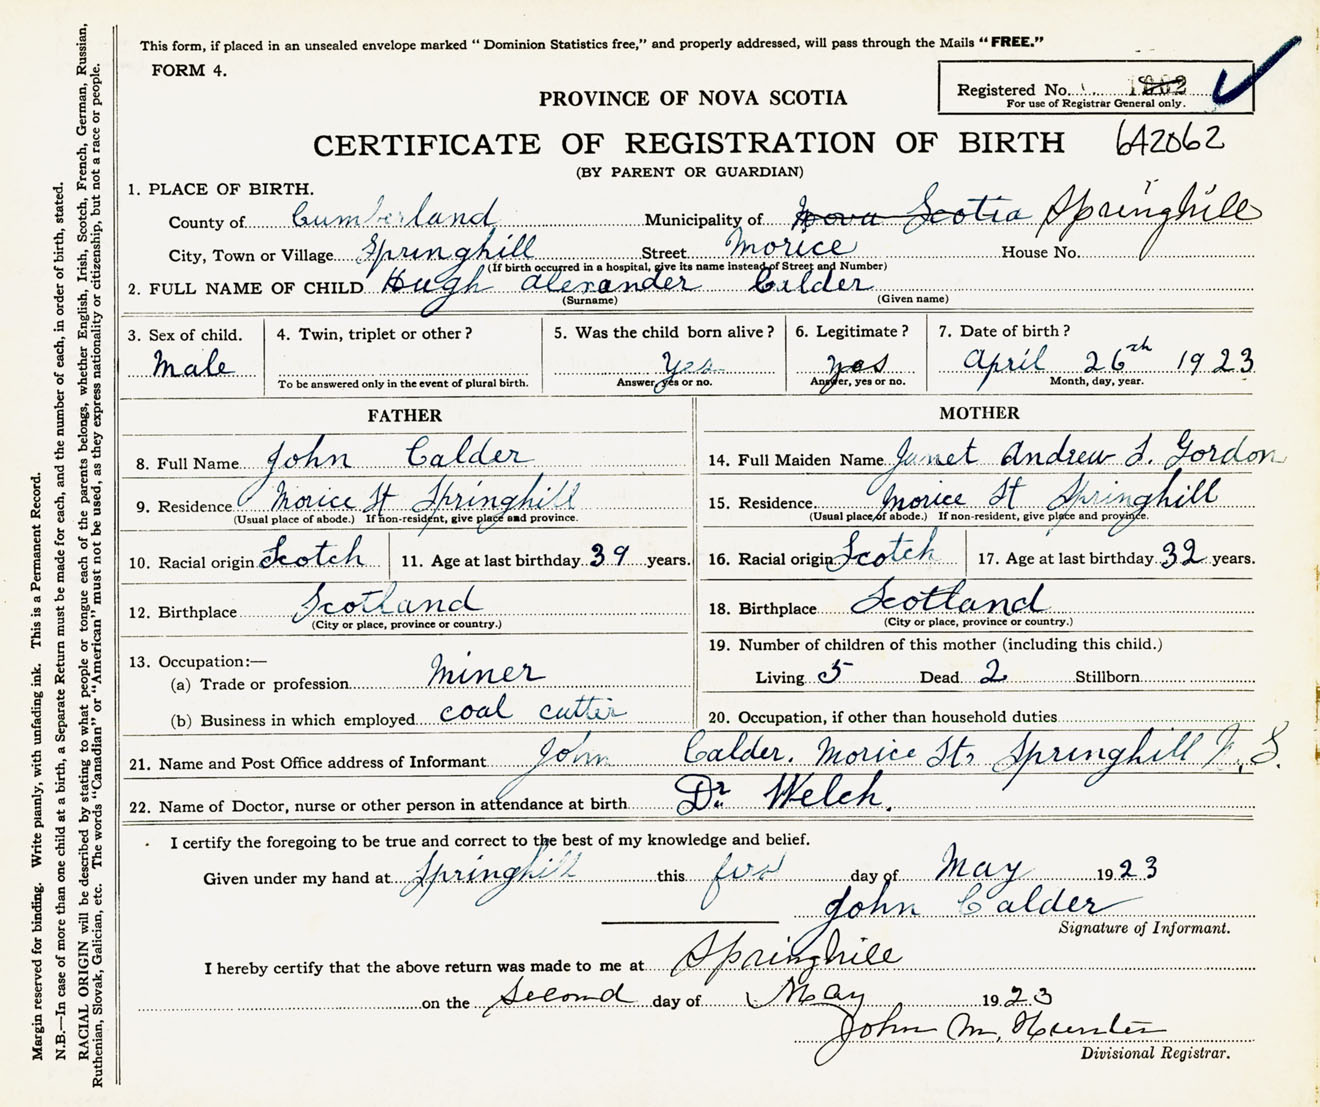 This form, if placed in an unsealed envelope marked “ Dominion Statistics free,” and properly addressed, will pass through the Mails “ FREE.”
FORM 4.
Registered No.
For use of Registrar General only.
PROVINCE OF NOVA SCOTIA
CERTIFICATE OF REGISTRATION OF BIRTH 642062
(BY PARENT OR GUARDIAN)
1. PLACE OF BIRTH.
County of Cumberland Municipality of Nova Scotia Springhill
City, Town or Village Springhill Street Morice House No.
(If birth occurred in a hospital, give its name instead of Street and Number)
2. FULL NAME OF CHILD Hugh Alexander Calder
(Surname) (Given name)
3. Sex of child. 4. Twin, triplet or other ? 5. Was the child born alive ? 6. Legitimate ? 7. Date of birth ?
Male Yes yes April 26th 1923
To be answered only in the event of plural birth. Answer, yes or no. Answer, yes or no. Month, day, year.
FATHER MOTHER
8. Full Name John Calder 14. Full Maiden Name Janet Andrew S. Gordon
9. Residence Morice St Springhill 15. Residence Morice St Springhill
(Usual place of abode.) If non-resident, give place and province. (Usual place of abode.) If non-resident, give place and province.
10. Racial origin Scotch 11. Age at last birthday 39 years. 16. Racial origin Scotch 17. Age at last birthday 32 years.
12. Birthplace Scotland 18. Birthplace Scotland
(City or place, province or country.) (City or place, province or country.)
13. Occupation:— 19. Number of children of this mother (including this child.)
(a) Trade or profession miner Living 5 Dead 2 Stillborn
(b) Business in which employed coal cutter 20. Occupation, if other than household duties
21. Name and Post Office address of Informant John Calder. Morice St, Springhill N.S.
22. Name of Doctor, nurse or other person in attendance at birth Dr. Welch.
I certify the foregoing to be true and correct to the best of my knowledge and belief.
Given under my hand at Springhill this first day of May 1923
John Calder
Signature of Informant.
I hereby certify that the above return was made to me at Springhill
on the Second day of May 1923
John M. Hunter
Divisional Registrar.
Margin reserved for binding. Write plainly, with unfading ink. This is a Permanent Record.
N.B.—In case of more than one child at a birth, a Separate Return must be made for each, and the number of each, in order of birth, stated.
RACIAL ORIGIN will be described by stating to what people or tongue each of the parents belongs, whether English, Irish, Scotch, French, German, Russian,
Ruthenian, Slovak, Galician, etc. The words “Canadian” or “American” must not be used, as they express nationality or citizenship, but not a race or people.